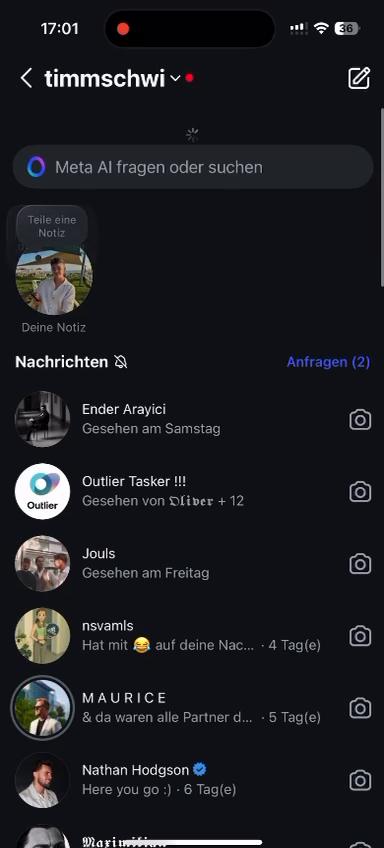 17:01
36
timmschwi
Meta AI fragen oder suchen
Teile eine
Notiz
Deine Notiz
Nachrichten
Anfragen (2)
Ender Arayici
Gesehen am Samstag
Outlier Tasker !!!
Outlier
Gesehen von 𝕺𝖑𝖎𝖛𝖊𝖗 + 12
Jouls
Gesehen am Freitag
nsvamls
Hat mit 😂 auf deine Nac... · 4 Tag(e)
M A U R I C E
& da waren alle Partner d... · 5 Tag(e)
Nathan Hodgson
Here you go :) · 6 Tag(e)
𝕸𝖆𝖝𝖎𝖒𝖎𝖑𝖎𝖆𝖓